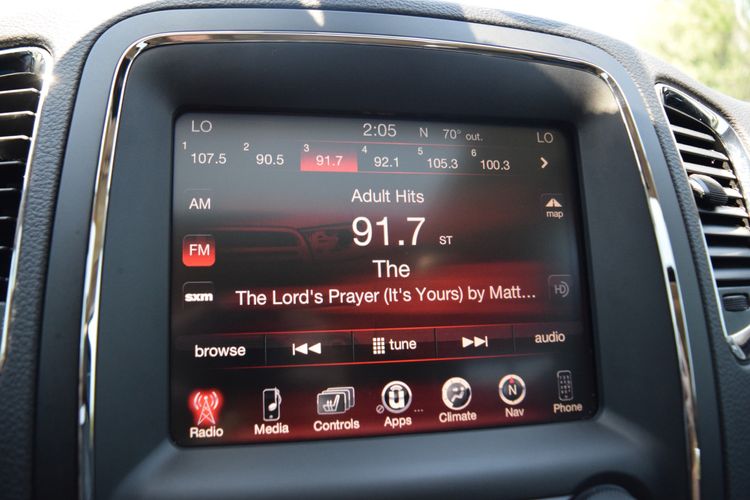 LO 2:05 N 70° out. LO
1 107.5 2 90.5 3 91.7 4 92.1 5 105.3 6 100.3
Adult Hits
AM
map
91.7 ST
FM
The
sxm The Lord's Prayer (It's Yours) by Matt... HD
browse tune audio
Radio Media Controls Apps ... Climate N Nav Phone